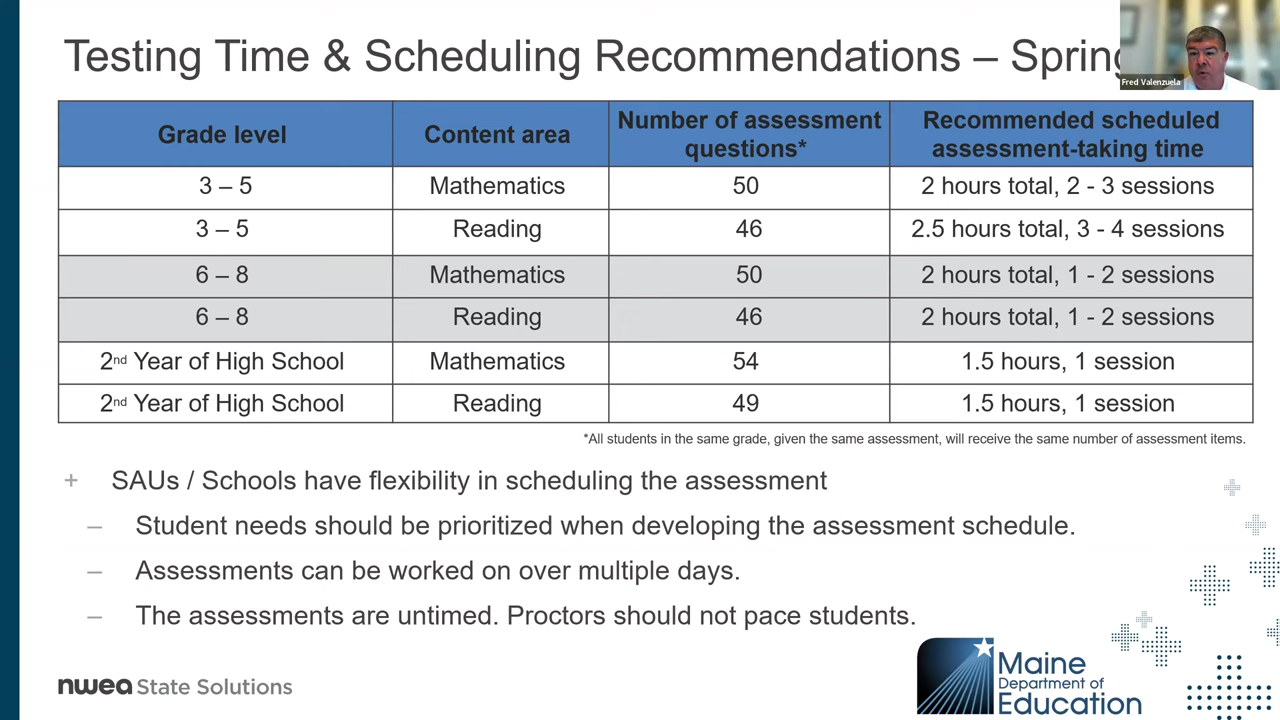 Testing Time & Scheduling Recommendations – Spring
Fred Valenzuela
Grade level Content area Number of assessment questions* Recommended scheduled assessment-taking time
3 – 5 Mathematics 50 2 hours total, 2 - 3 sessions
3 – 5 Reading 46 2.5 hours total, 3 - 4 sessions
6 – 8 Mathematics 50 2 hours total, 1 - 2 sessions
6 – 8 Reading 46 2 hours total, 1 - 2 sessions
2nd Year of High School Mathematics 54 1.5 hours, 1 session
2nd Year of High School Reading 49 1.5 hours, 1 session
*All students in the same grade, given the same assessment, will receive the same number of assessment items.
+ SAUs / Schools have flexibility in scheduling the assessment
– Student needs should be prioritized when developing the assessment schedule.
– Assessments can be worked on over multiple days.
– The assessments are untimed. Proctors should not pace students.
nwea State Solutions
Maine
Department of
Education